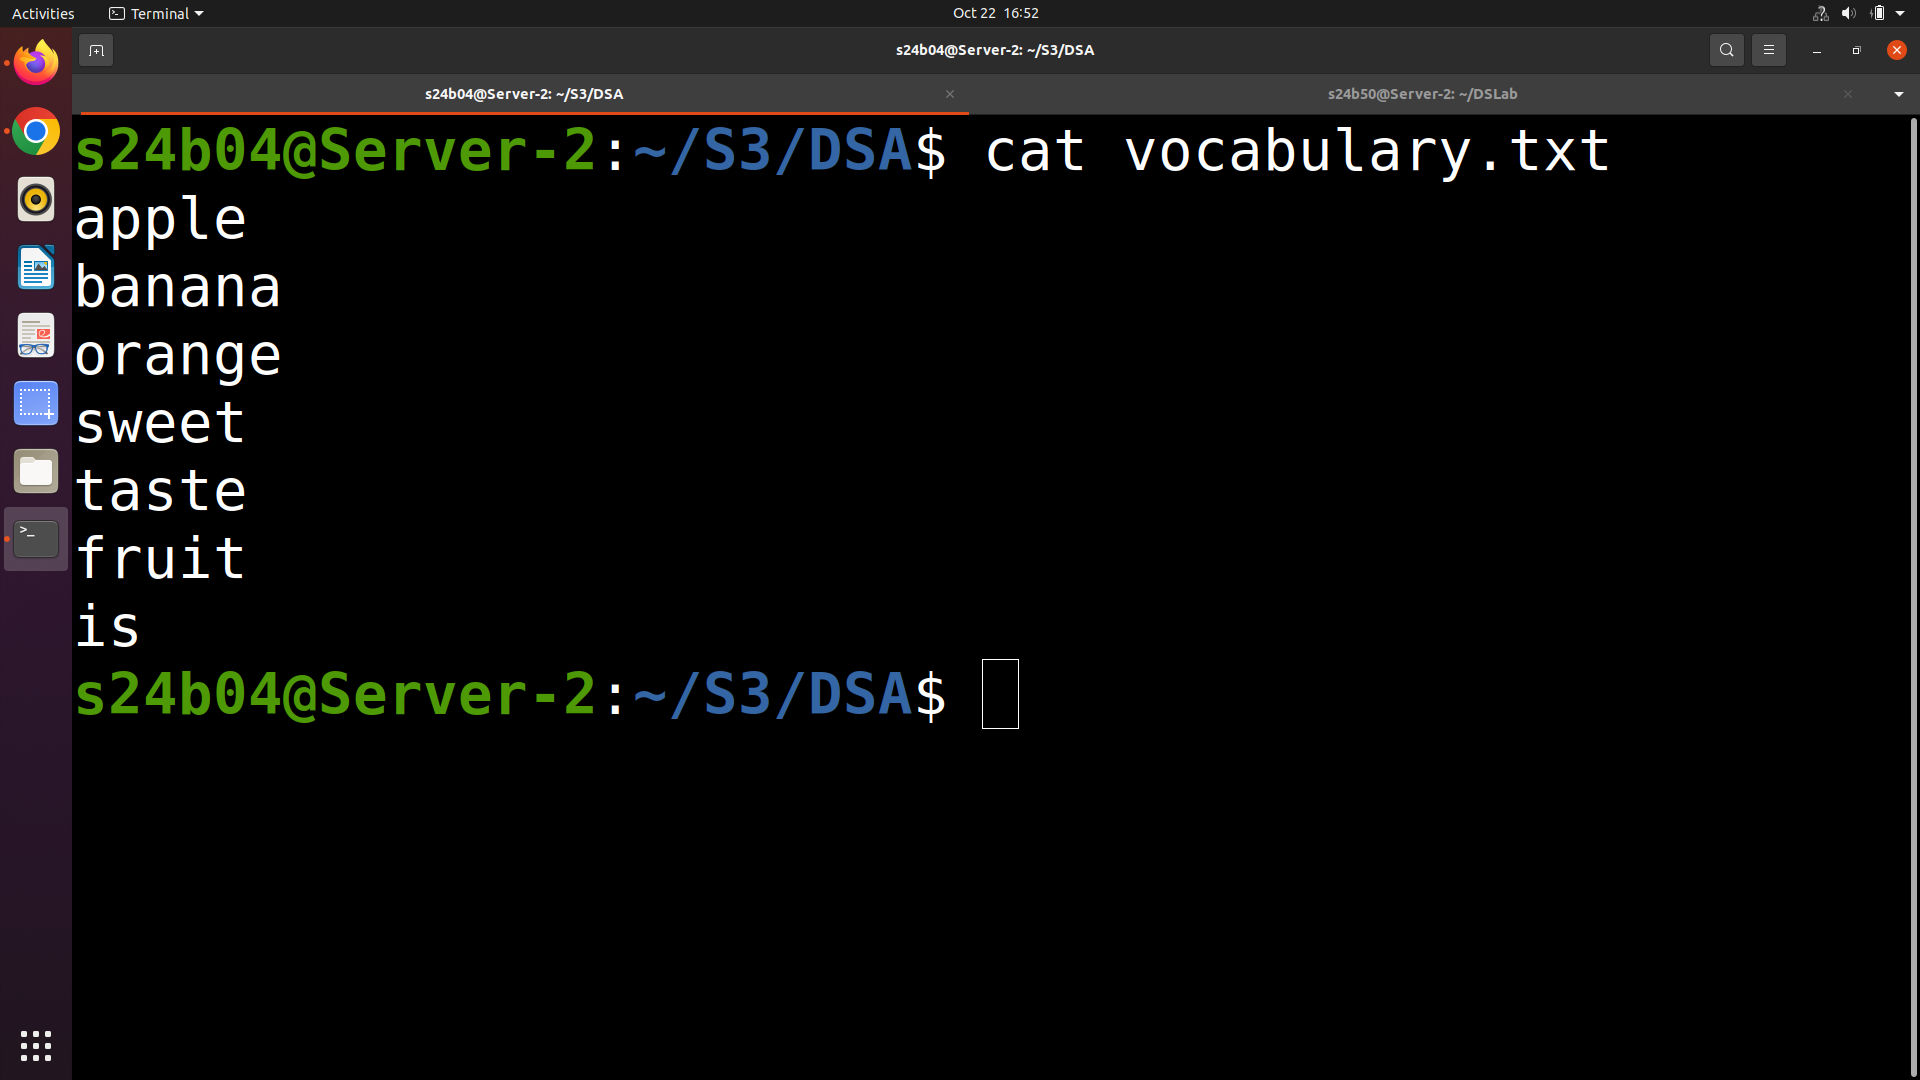 Activities Terminal Oct 22 16:52
s24b04@Server-2: ~/S3/DSA
s24b04@Server-2: ~/S3/DSA s24b50@Server-2: ~/DSLab
s24b04@Server-2:~/S3/DSA$ cat vocabulary.txt
apple
banana
orange
sweet
taste
fruit
is
s24b04@Server-2:~/S3/DSA$